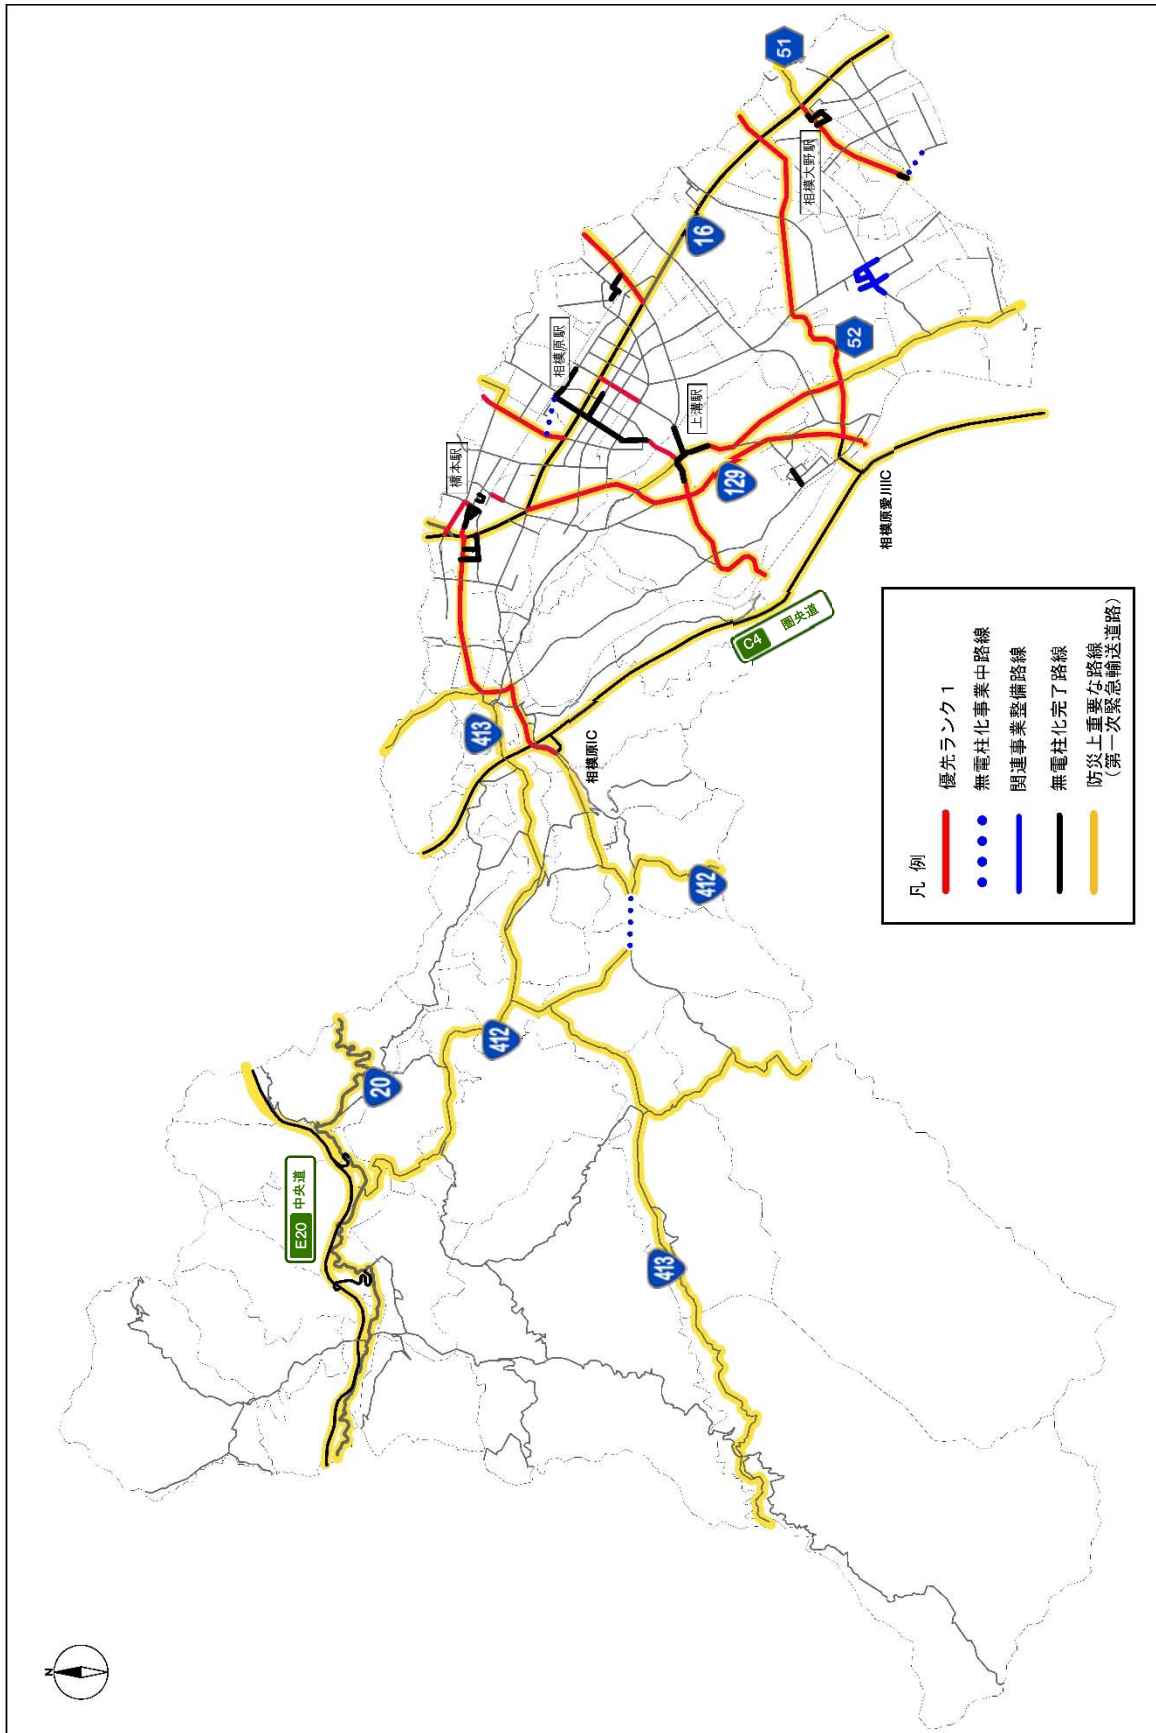 N
E20 中央道
20
412
413
413
412
相模原IC
C4 圏央道
橋本駅
相模原駅
上溝駅
129
16
52
51
相模大野駅
相模原愛川IC
凡 例
優先ランク1
無電柱化事業中路線
関連事業整備路線
無電柱化完了路線
防災上重要な路線
(第一次緊急輸送道路)